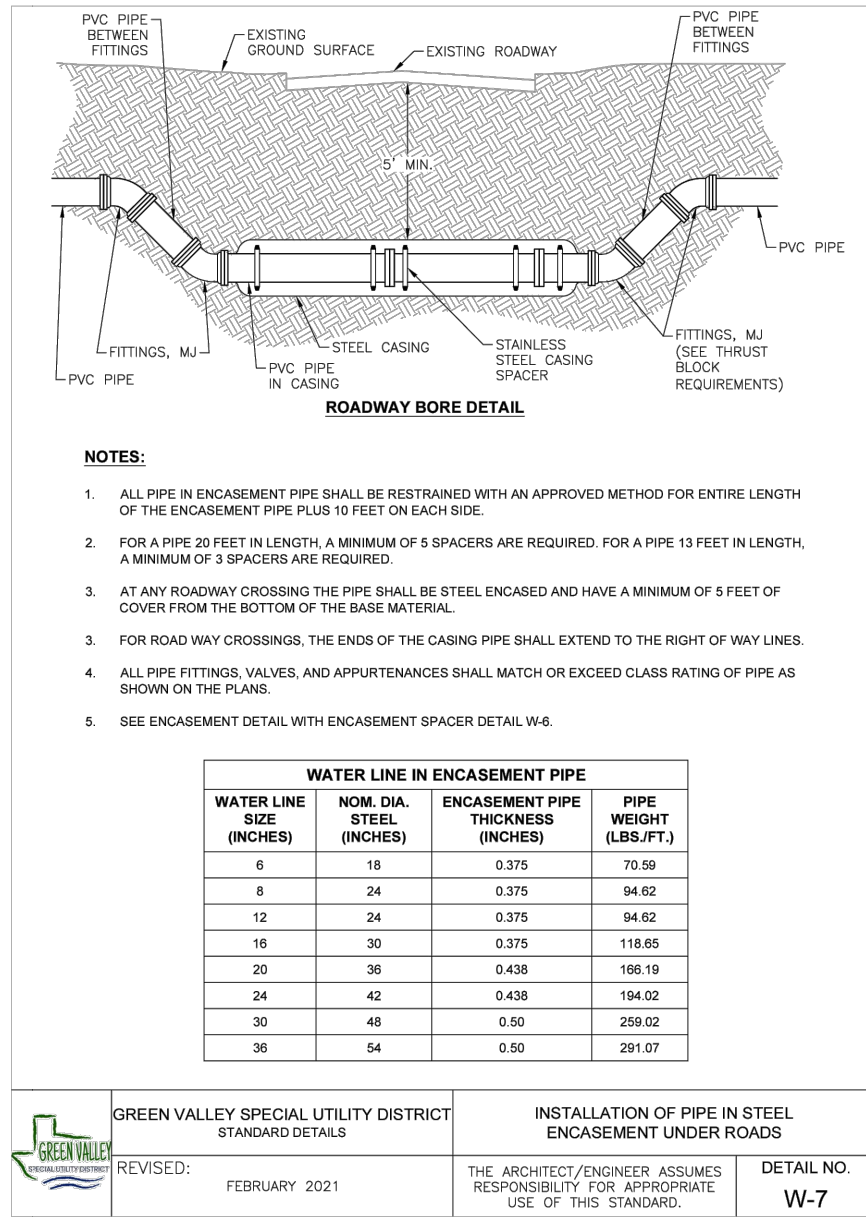 PVC PIPE
BETWEEN
FITTINGS
EXISTING
GROUND SURFACE
EXISTING ROADWAY
PVC PIPE
BETWEEN
FITTINGS
5' MIN.
PVC PIPE
FITTINGS, MJ
PVC PIPE
STEEL CASING
PVC PIPE
IN CASING
STAINLESS
STEEL CASING
SPACER
FITTINGS, MJ
(SEE THRUST
BLOCK
REQUIREMENTS)
ROADWAY BORE DETAIL
NOTES:
1. ALL PIPE IN ENCASEMENT PIPE SHALL BE RESTRAINED WITH AN APPROVED METHOD FOR ENTIRE LENGTH
OF THE ENCASEMENT PIPE PLUS 10 FEET ON EACH SIDE.
2. FOR A PIPE 20 FEET IN LENGTH, A MINIMUM OF 5 SPACERS ARE REQUIRED. FOR A PIPE 13 FEET IN LENGTH,
A MINIMUM OF 3 SPACERS ARE REQUIRED.
3. AT ANY ROADWAY CROSSING THE PIPE SHALL BE STEEL ENCASED AND HAVE A MINIMUM OF 5 FEET OF
COVER FROM THE BOTTOM OF THE BASE MATERIAL.
3. FOR ROAD WAY CROSSINGS, THE ENDS OF THE CASING PIPE SHALL EXTEND TO THE RIGHT OF WAY LINES.
4. ALL PIPE FITTINGS, VALVES, AND APPURTENANCES SHALL MATCH OR EXCEED CLASS RATING OF PIPE AS
SHOWN ON THE PLANS.
5. SEE ENCASEMENT DETAIL WITH ENCASEMENT SPACER DETAIL W-6.
WATER LINE IN ENCASEMENT PIPE
WATER LINE SIZE (INCHES) NOM. DIA. STEEL (INCHES) ENCASEMENT PIPE THICKNESS (INCHES) PIPE WEIGHT (LBS./FT.)
6 18 0.375 70.59
8 24 0.375 94.62
12 24 0.375 94.62
16 30 0.375 118.65
20 36 0.438 166.19
24 42 0.438 194.02
30 48 0.50 259.02
36 54 0.50 291.07
GREEN VALLEY
SPECIAL UTILITY DISTRICT
GREEN VALLEY SPECIAL UTILITY DISTRICT
STANDARD DETAILS
REVISED:
FEBRUARY 2021
INSTALLATION OF PIPE IN STEEL
ENCASEMENT UNDER ROADS
THE ARCHITECT/ENGINEER ASSUMES
RESPONSIBILITY FOR APPROPRIATE
USE OF THIS STANDARD.
DETAIL NO.
W-7